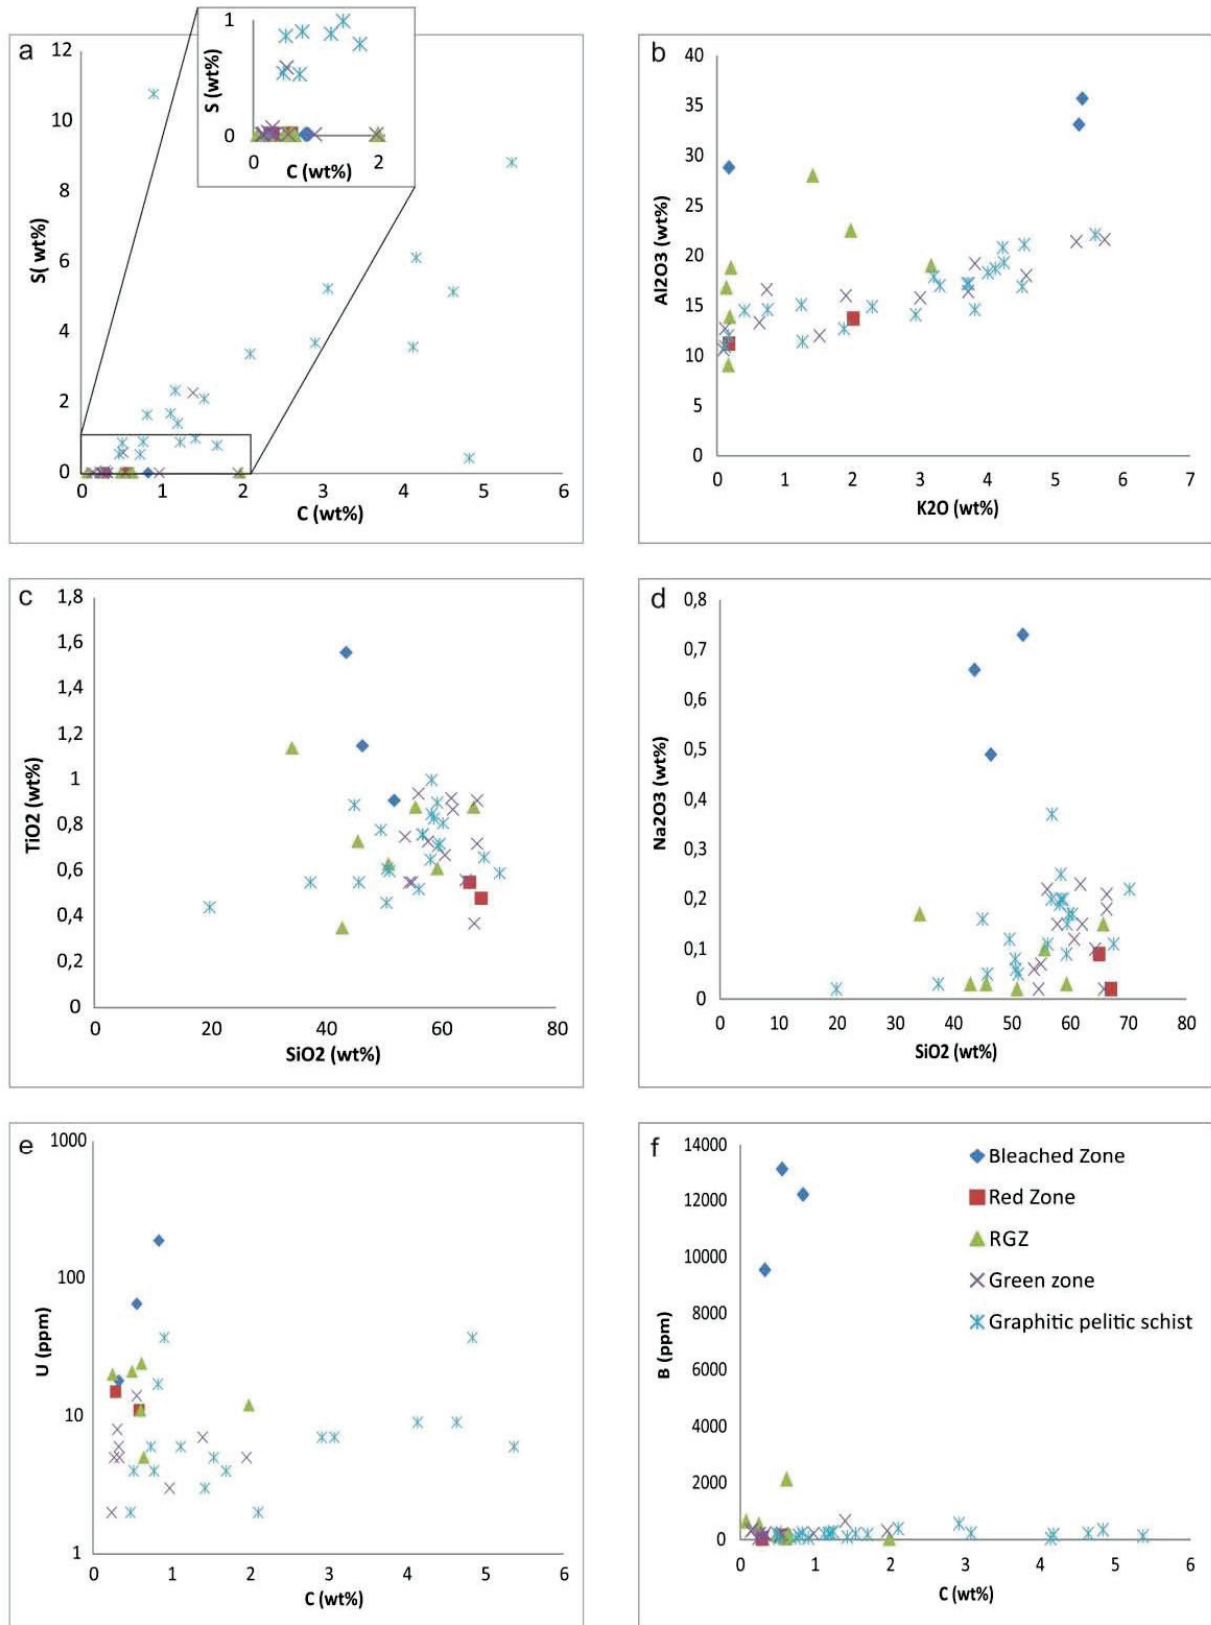 a
S( wt%)
12
10
8
6
4
2
0
0 1 2 3 4 5 6
C (wt%)
S (wt%)
1
0
0 2
C (wt%)
b
Al2O3 (wt%)
40
35
30
25
20
15
10
5
0
0 1 2 3 4 5 6 7
K2O (wt%)
c
TiO2 (wt%)
1,8
1,6
1,4
1,2
1
0,8
0,6
0,4
0,2
0
0 20 40 60 80
SiO2 (wt%)
d
Na2O3 (wt%)
0,8
0,7
0,6
0,5
0,4
0,3
0,2
0,1
0
0 10 20 30 40 50 60 70 80
SiO2 (wt%)
e
U (ppm)
1000
100
10
1
0 1 2 3 4 5 6
C (wt%)
f
B (ppm)
14000
12000
10000
8000
6000
4000
2000
0
0 1 2 3 4 5 6
C (wt%)
Bleached Zone
Red Zone
RGZ
Green zone
Graphitic pelitic schist